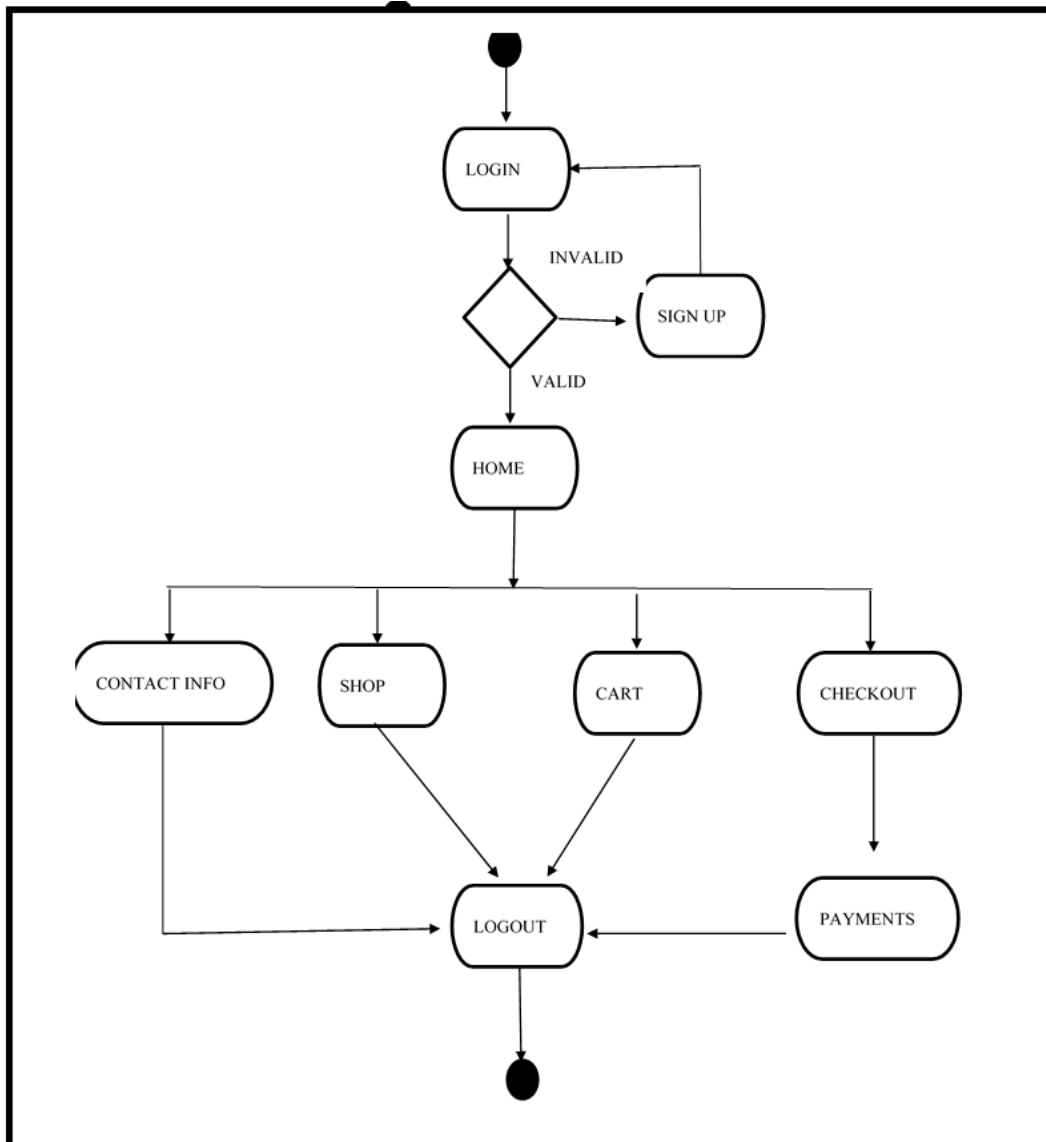 LOGIN
INVALID
SIGN UP
VALID
HOME
CONTACT INFO
SHOP
CART
CHECKOUT
LOGOUT
PAYMENTS